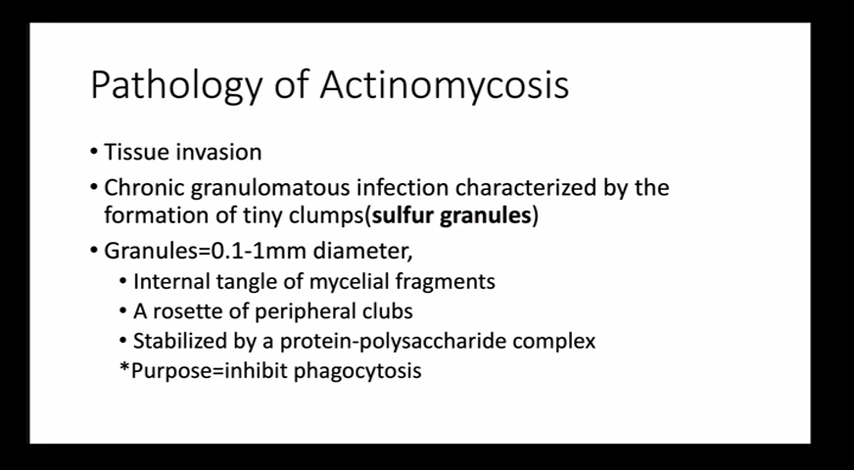 Pathology of Actinomycosis
• Tissue invasion
• Chronic granulomatous infection characterized by the
formation of tiny clumps(sulfur granules)
• Granules=0.1-1mm diameter,
• Internal tangle of mycelial fragments
• A rosette of peripheral clubs
• Stabilized by a protein-polysaccharide complex
*Purpose=inhibit phagocytosis